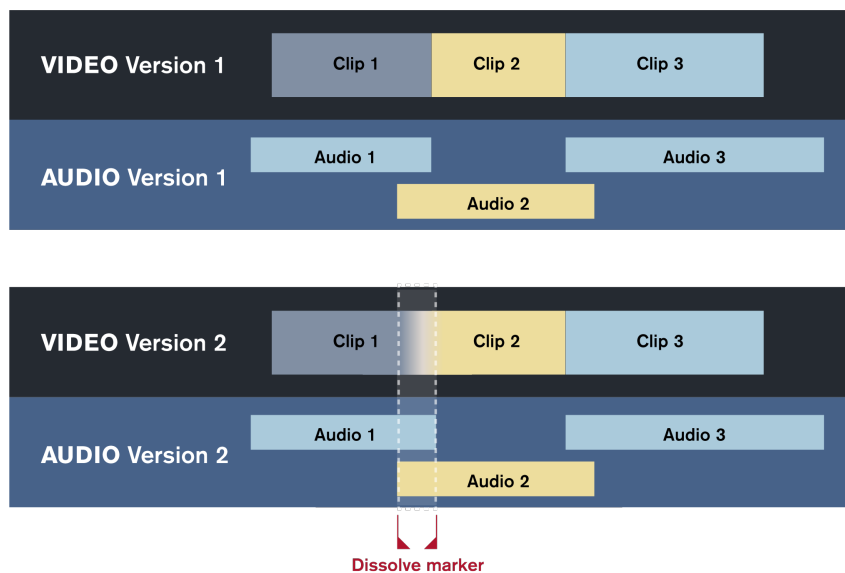 VIDEO Version 1
Clip 1
Clip 2
Clip 3
AUDIO Version 1
Audio 1
Audio 3
Audio 2
VIDEO Version 2
Clip 1
Clip 2
Clip 3
AUDIO Version 2
Audio 1
Audio 3
Audio 2
Dissolve marker